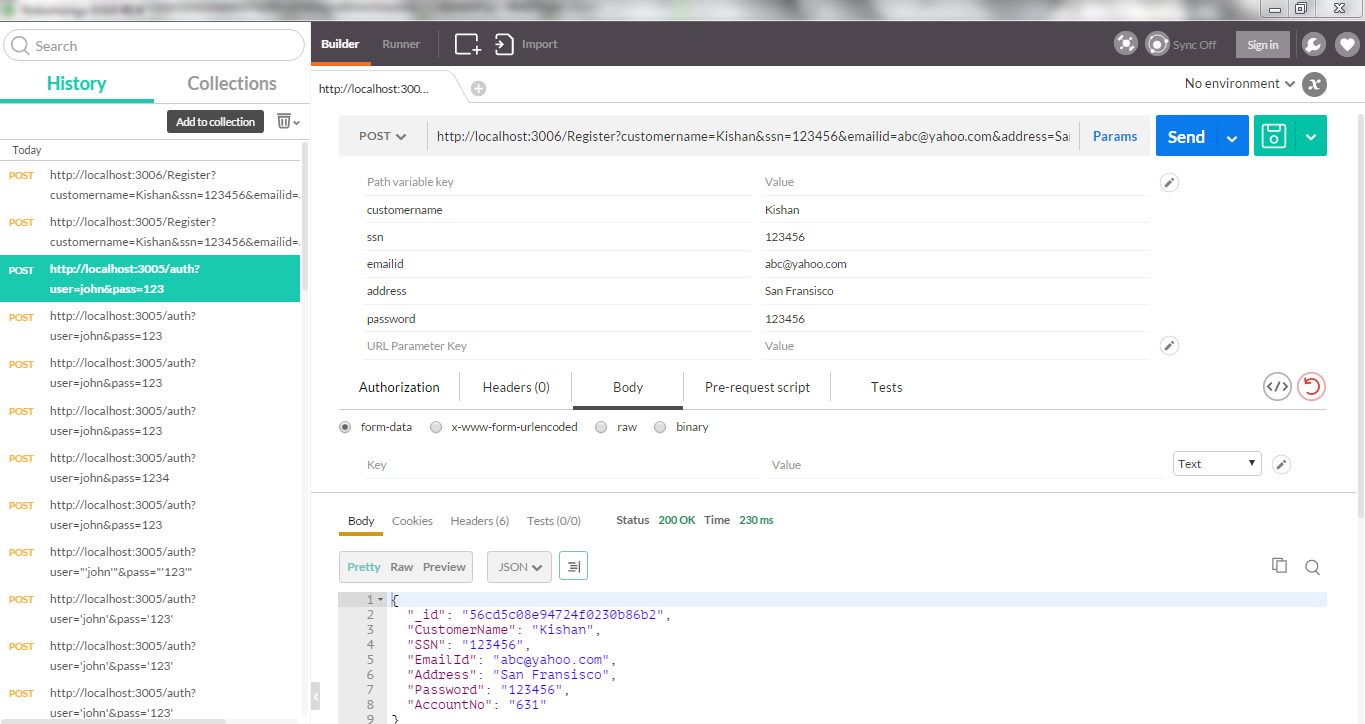 Search
Builder
Runner
Import
Sync Off
Sign in
History
Collections
http://localhost:300...
No environment
Add to collection
Today
POST http://localhost:3006/Register?
customername=Kishan&ssn=123456&emailid=...
POST http://localhost:3005/Register?
customername=Kishan&ssn=123456&emailid=...
POST http://localhost:3005/auth?
user=john&pass=123
POST http://localhost:3005/auth?
user=john&pass=123
POST http://localhost:3005/auth?
user=john&pass=123
POST http://localhost:3005/auth?
user=john&pass=123
POST http://localhost:3005/auth?
user=john&pass=1234
POST http://localhost:3005/auth?
user=john&pass=123
POST http://localhost:3005/auth?
user="'john'"&pass="'123'"
POST http://localhost:3005/auth?
user='john'&pass='123'
POST http://localhost:3005/auth?
user='john'&pass='123'
POST http://localhost:3005/auth?
user='john'&pass='123'
POST
http://localhost:3006/Register?customername=Kishan&ssn=123456&emailid=abc@yahoo.com&address=Sa
Params
Send
Path variable key Value
customername Kishan
ssn 123456
emailid abc@yahoo.com
address San Fransisco
password 123456
URL Parameter Key Value
Authorization Headers (0) Body Pre-request script Tests
form-data x-www-form-urlencoded raw binary
Key Value Text
Body Cookies Headers (6) Tests (0/0) Status 200 OK Time 230 ms
Pretty Raw Preview JSON
1 {
2 "_id": "56cd5c08e94724f0230b86b2",
3 "CustomerName": "Kishan",
4 "SSN": "123456",
5 "EmailId": "abc@yahoo.com",
6 "Address": "San Fransisco",
7 "Password": "123456",
8 "AccountNo": "631"
9 }